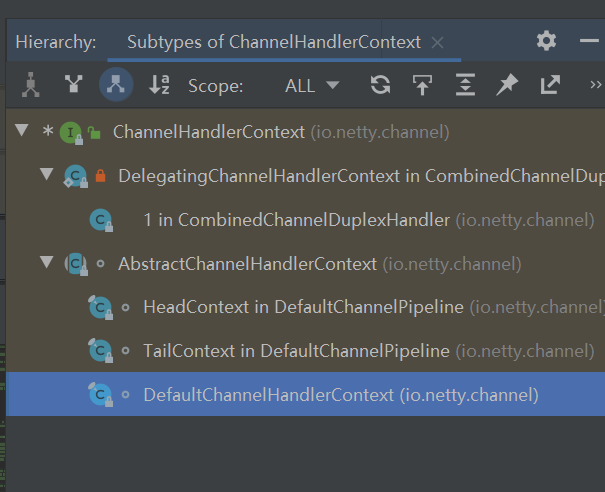 Hierarchy: Subtypes of ChannelHandlerContext
Scope: ALL
* ChannelHandlerContext (io.netty.channel)
DelegatingChannelHandlerContext in CombinedChannelDup
1 in CombinedChannelDuplexHandler (io.netty.channel)
AbstractChannelHandlerContext (io.netty.channel)
HeadContext in DefaultChannelPipeline (io.netty.channel)
TailContext in DefaultChannelPipeline (io.netty.channel)
DefaultChannelHandlerContext (io.netty.channel)